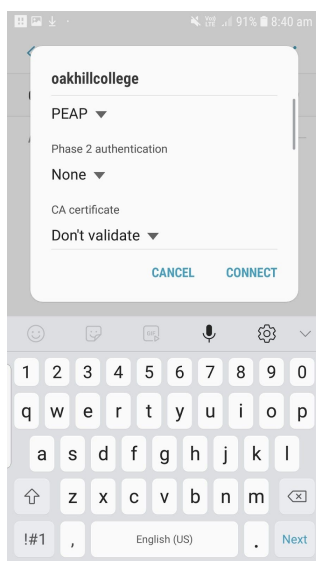 91% 8:40 am
oakhillcollege
PEAP
Phase 2 authentication
None
CA certificate
Don't validate
CANCEL CONNECT
1 2 3 4 5 6 7 8 9 0
q w e r t y u i o p
a s d f g h j k l
z x c v b n m
!#1 , English (US) . Next